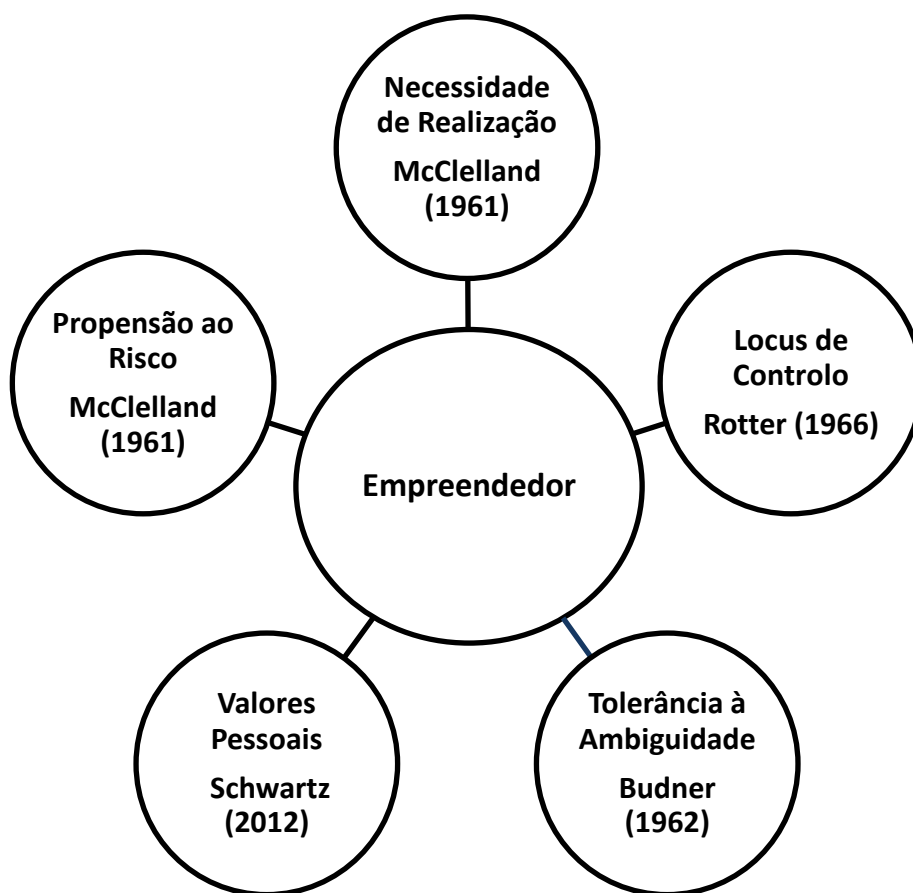 Necessidade
de Realização
McClelland
(1961)
Propensão ao
Risco
McClelland
(1961)
Locus de
Controlo
Rotter (1966)
Empreendedor
Valores
Pessoais
Schwartz
(2012)
Tolerância à
Ambiguidade
Budner
(1962)